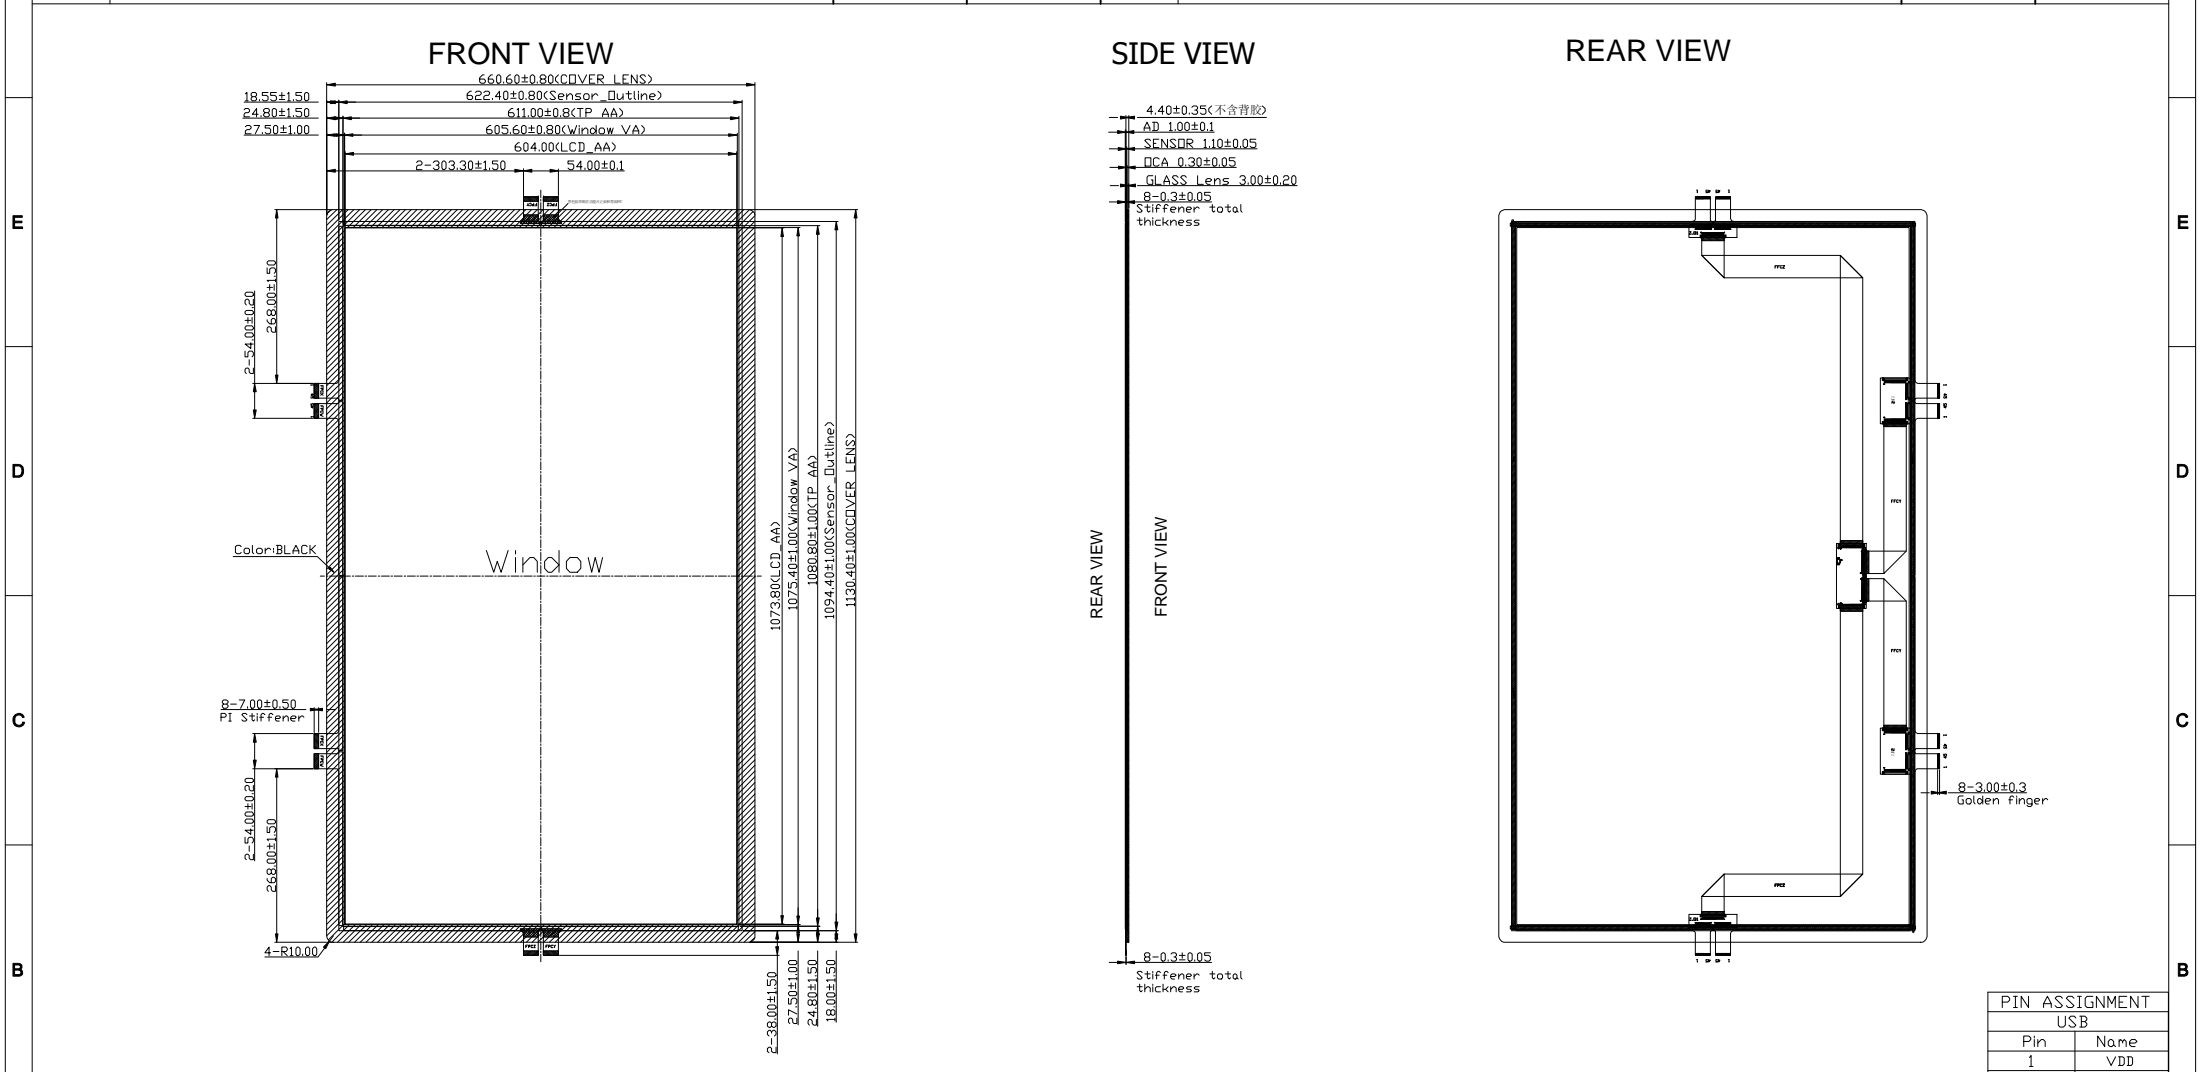 FRONT VIEW
SIDE VIEW
REAR VIEW
660.60±0.80(COVER LENS)
18.55±1.50
622.40±0.80(Sensor_Outline)
24.80±1.50
611.00±0.8(TP AA)
27.50±1.00
605.60±0.80(Window VA)
604.00(LCD_AA)
2-303.30±1.50
54.00±0.1
4.40±0.35(不含背胶)
AD 1.00±0.1
SENSOR 1.10±0.05
OCA 0.30±0.05
GLASS Lens 3.00±0.20
8-0.3±0.05
Stiffener total
thickness
E
E
268.00±1.50
2-54.00±0.20
D
D
1073.80(LCD_AA)
1075.40±1.00(Window VA)
1080.80±1.00(TP AA)
1094.40±1.00(Sensor_Outline)
1130.40±1.00(COVER LENS)
Color:BLACK
Window
REAR VIEW
FRONT VIEW
FFC2
FFCY
FFCY
FFC2
8-7.00±0.50
PI Stiffener
C
C
2-54.00±0.20
268.00±1.50
8-3.00±0.3
Golden finger
4-R10.00
FPC2
FPCY
2-38.00±1.50
27.50±1.00
24.80±1.50
18.00±1.50
8-0.3±0.05
Stiffener total
thickness
B
B
PIN ASSIGNMENT
USB
Pin Name
1 VDD